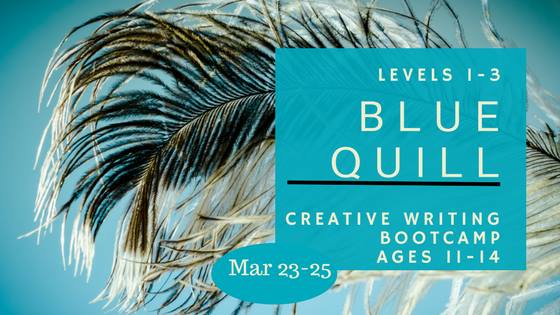 LEVELS 1-3
BLUE
QUILL
CREATIVE WRITING
BOOTCAMP
AGES 11-14
Mar 23-25